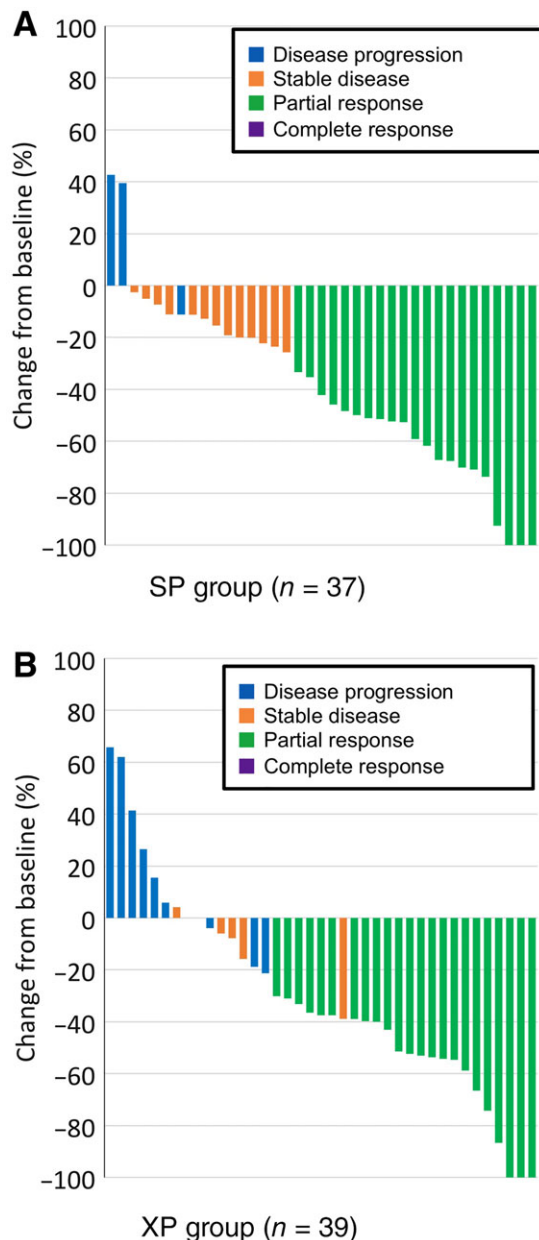 A
100
80
60
40
20
0
−20
−40
−60
−80
−100
Change from baseline (%)
Disease progression
Stable disease
Partial response
Complete response
SP group (n = 37)
B
100
80
60
40
20
0
−20
−40
−60
−80
−100
Change from baseline (%)
Disease progression
Stable disease
Partial response
Complete response
XP group (n = 39)